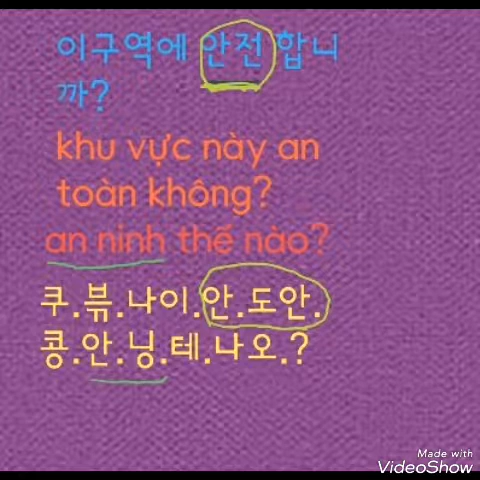 이구역에 안전 합니
까?
khu vực này an
toàn không?
an ninh thế nào?
쿠.뷰.나이.안.도안.
콩.안.닝.테.나오.?
Made with
VideoShow